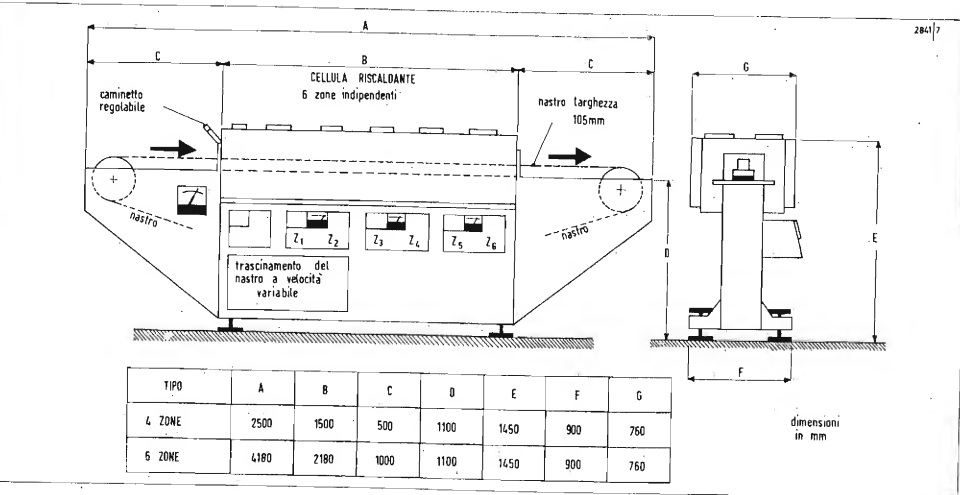 2841/7
A
C
B
C
G
CELLULA RISCALDANTE
6 zone indipendenti
caminetto
regolabile
nastro larghezza
105mm
nastro
nastro
Z1 Z2
Z3 Z4
Z5 Z6
trascinamento del
nastro a velocità
variabile
D
E
F
TIPO A B C D E F G
4 ZONE 2500 1500 500 1100 1450 900 760
6 ZONE 4180 2180 1000 1100 1450 900 760
dimensioni
in mm